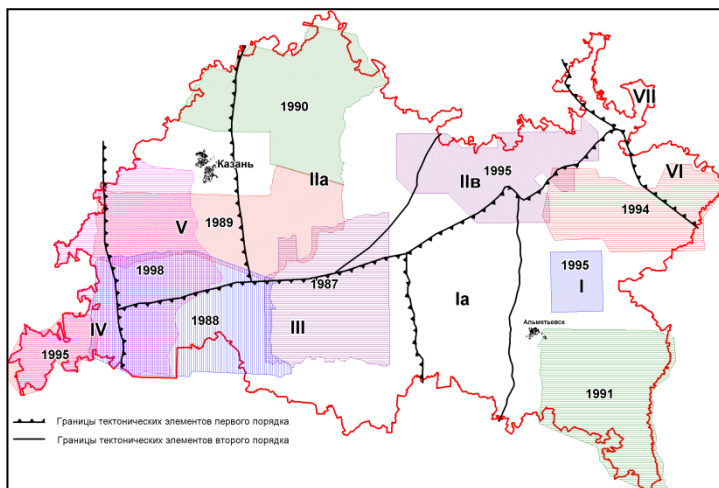 1990
VII
Казань
IIа
1995
IIв
VI
1994
V
1989
1998
1987
1995
I
Iа
IV
1988
III
Альметьевск
1995
1991
Границы тектонических элементов первого порядка
Границы тектонических элементов второго порядка